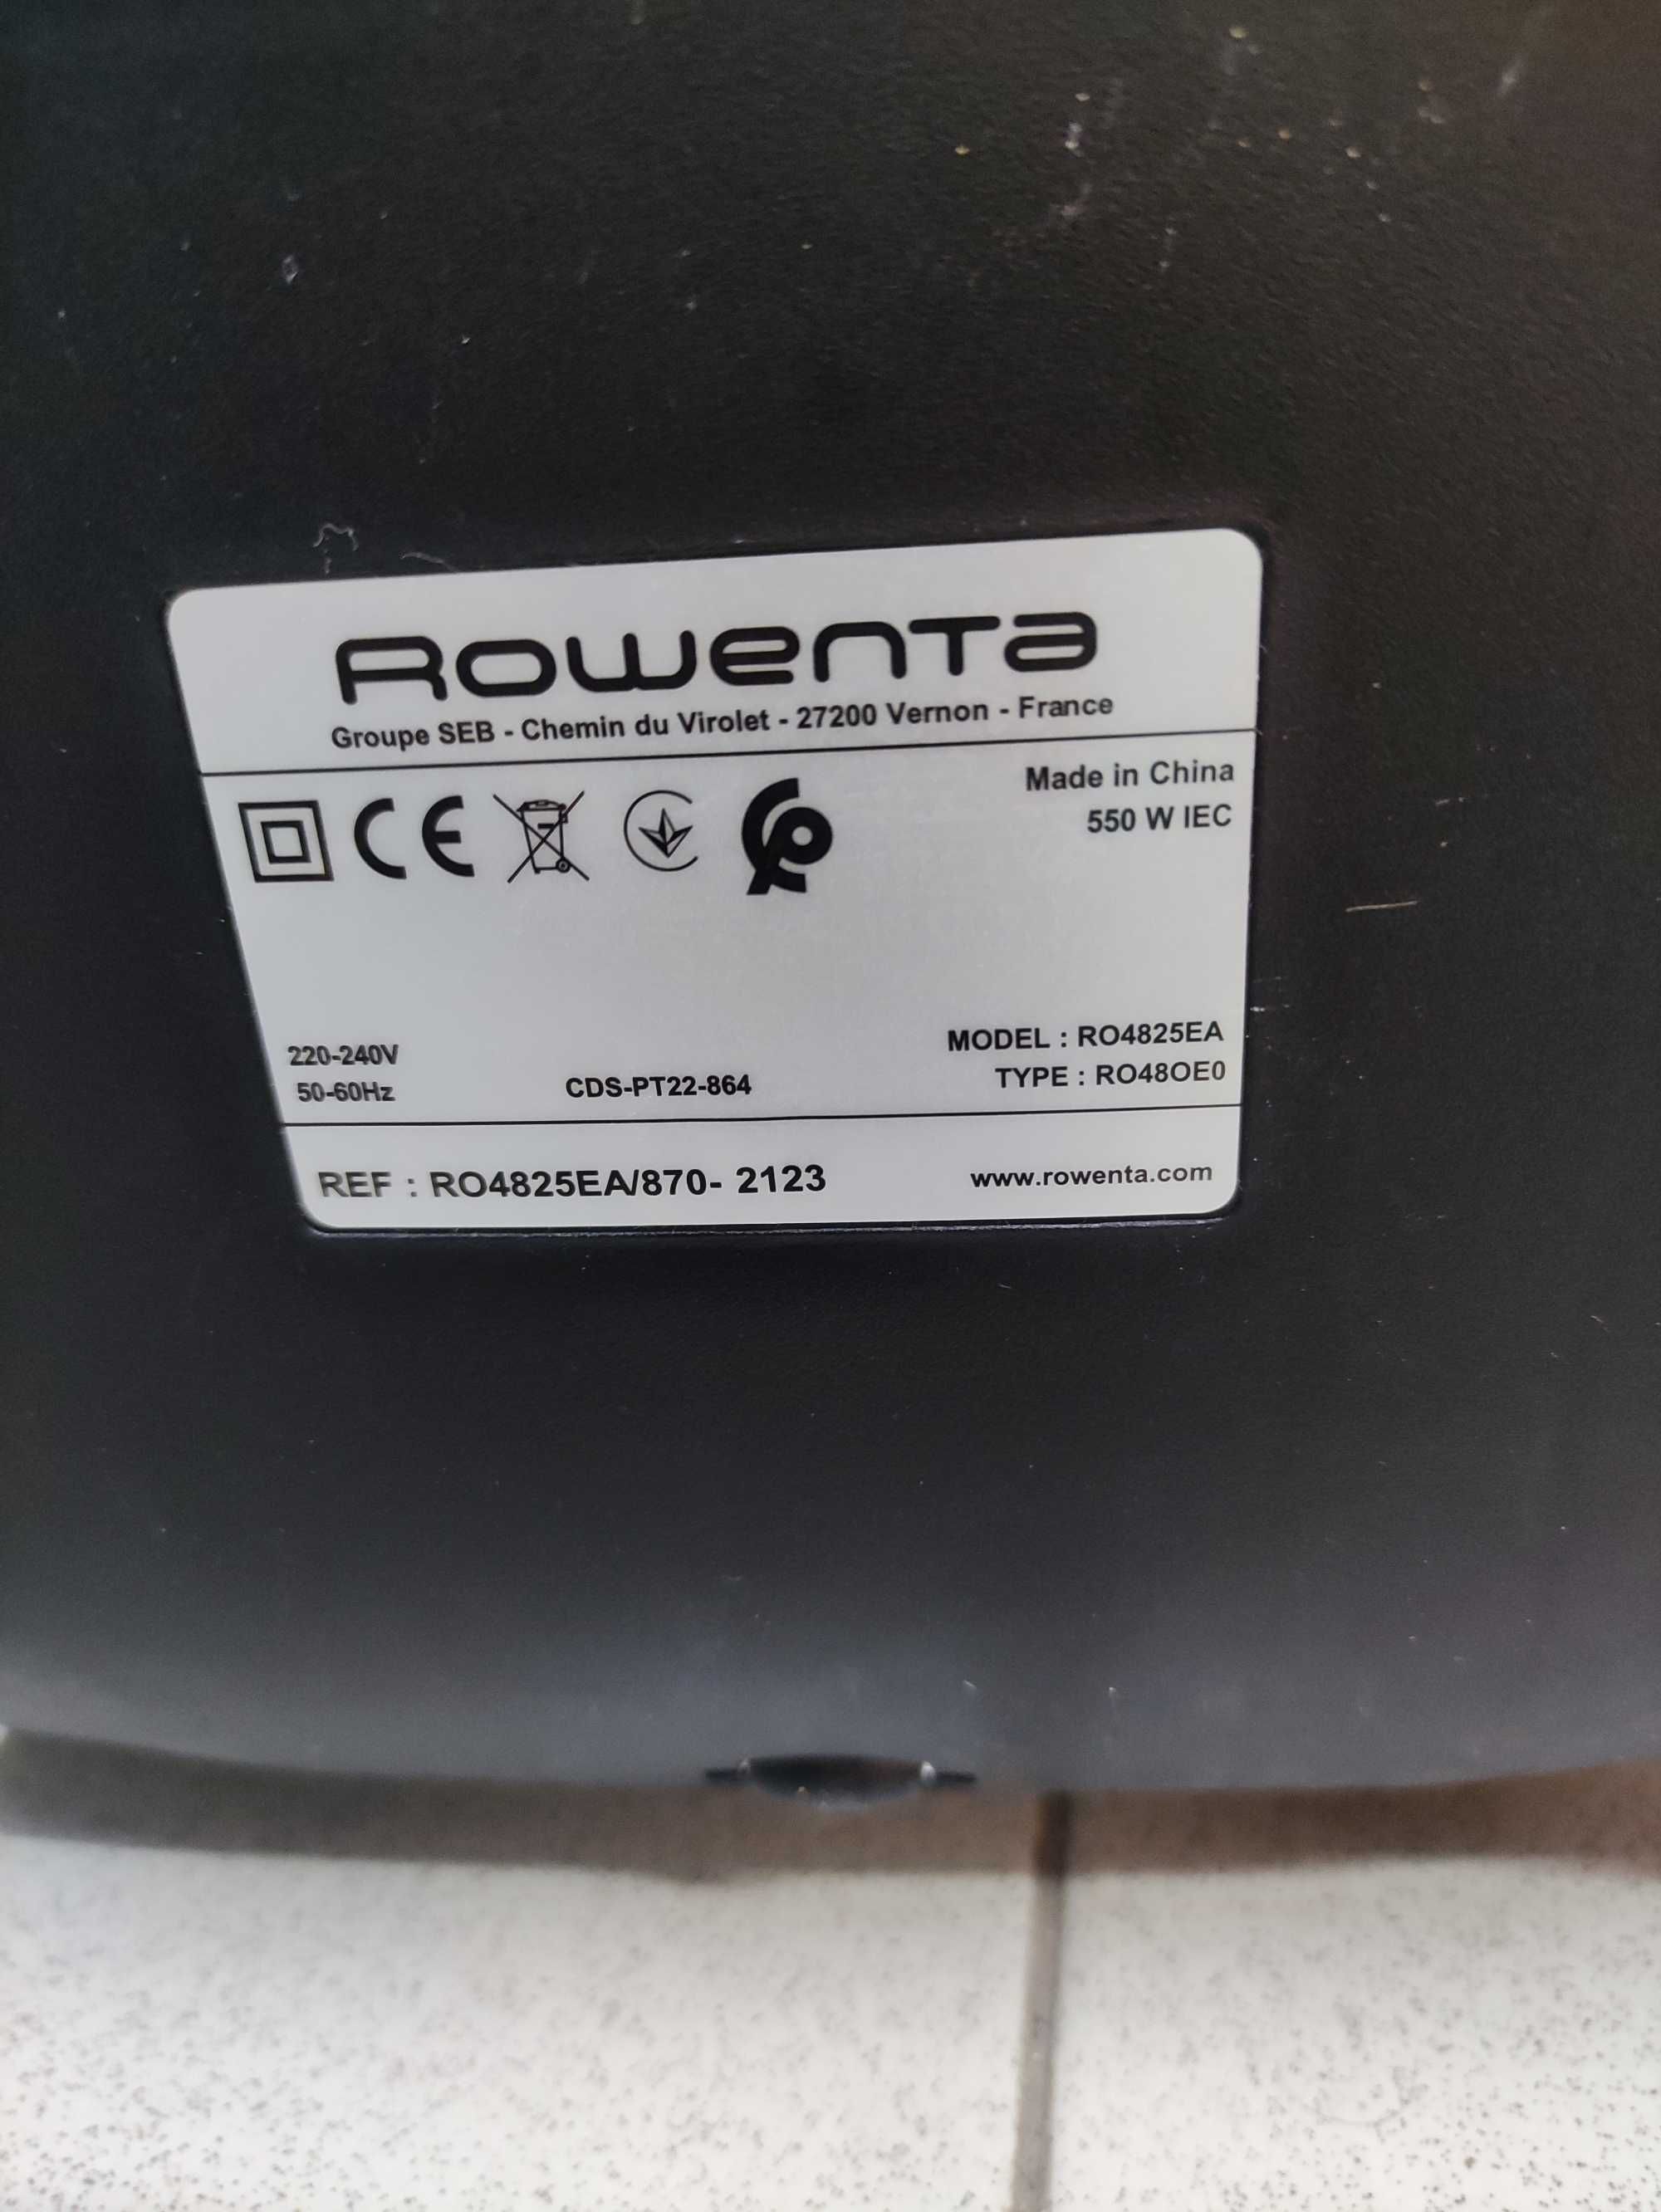 Rowenta
Groupe SEB - Chemin du Virolet - 27200 Vernon - France
CE
Made in China
550 W IEC
220-240V
50-60Hz
CDS-PT22-864
MODEL : RO4825EA
TYPE : RO48OE0
REF : RO4825EA/870- 2123
www.rowenta.com